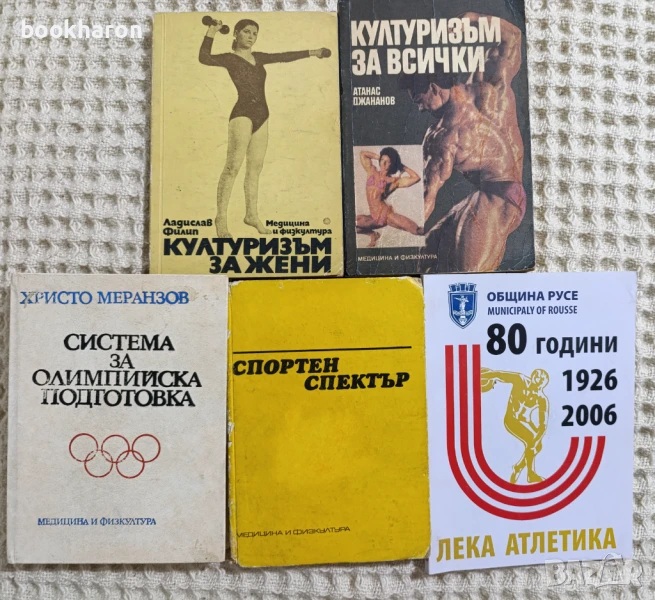 bookharon
Ладислав
Филип
Медицина
и физкултура
КУЛТУРИЗЪМ
ЗА ЖЕНИ
КУЛТУРИЗЪМ
ЗА ВСИЧКИ
АТАНАС
ДЖАНАНОВ
МЕДИЦИНА И ФИЗКУЛТУРА
ХРИСТО МЕРАНЗОВ
СИСТЕМА
ЗА
ОЛИМПИЙСКА
ПОДГОТОВКА
МЕДИЦИНА И ФИЗКУЛТУРА
СПОРТЕН
СПЕКТЪР
МЕДИЦИНА И ФИЗКУЛТУРА
ОБЩИНА РУСЕ
MUNICIPALY OF ROUSSE
80 ГОДИНИ
1926
2006
ЛЕКА АТЛЕТИКА
BAZAR